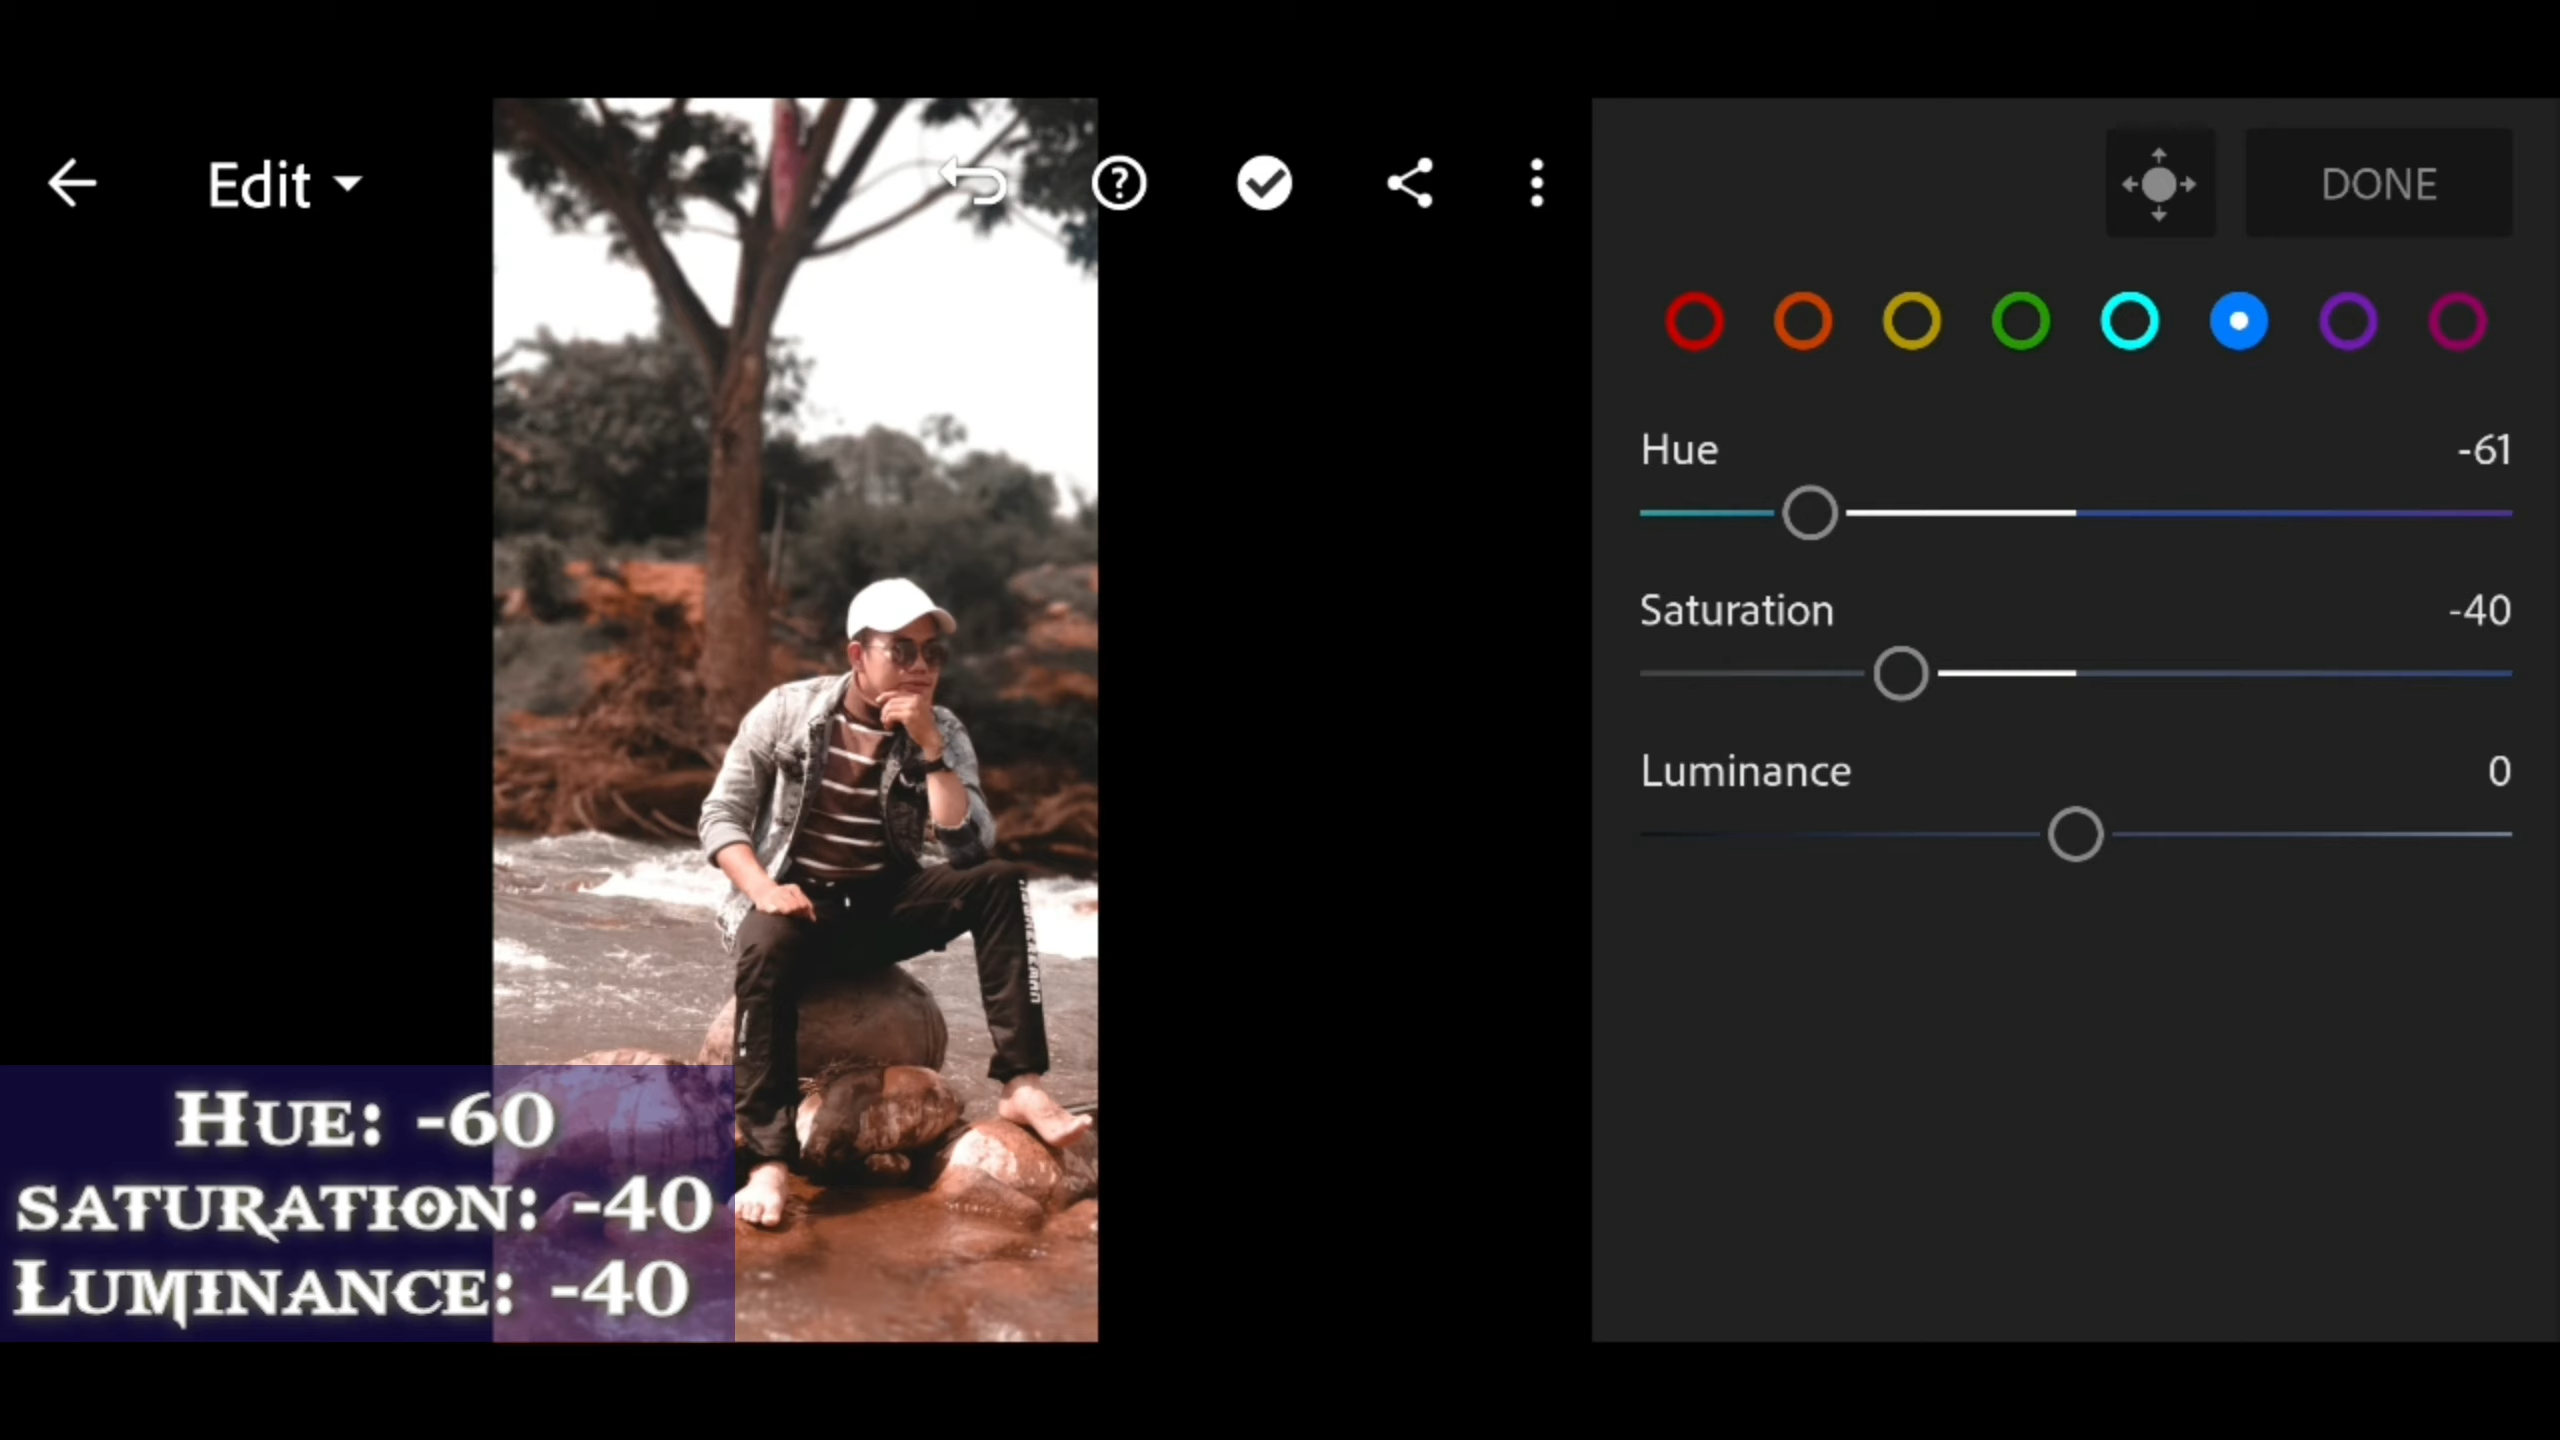 Edit
DONE
Hue -61
Saturation -40
Luminance 0
HUE: -60
SATURATION: -40
LUMINANCE: -40